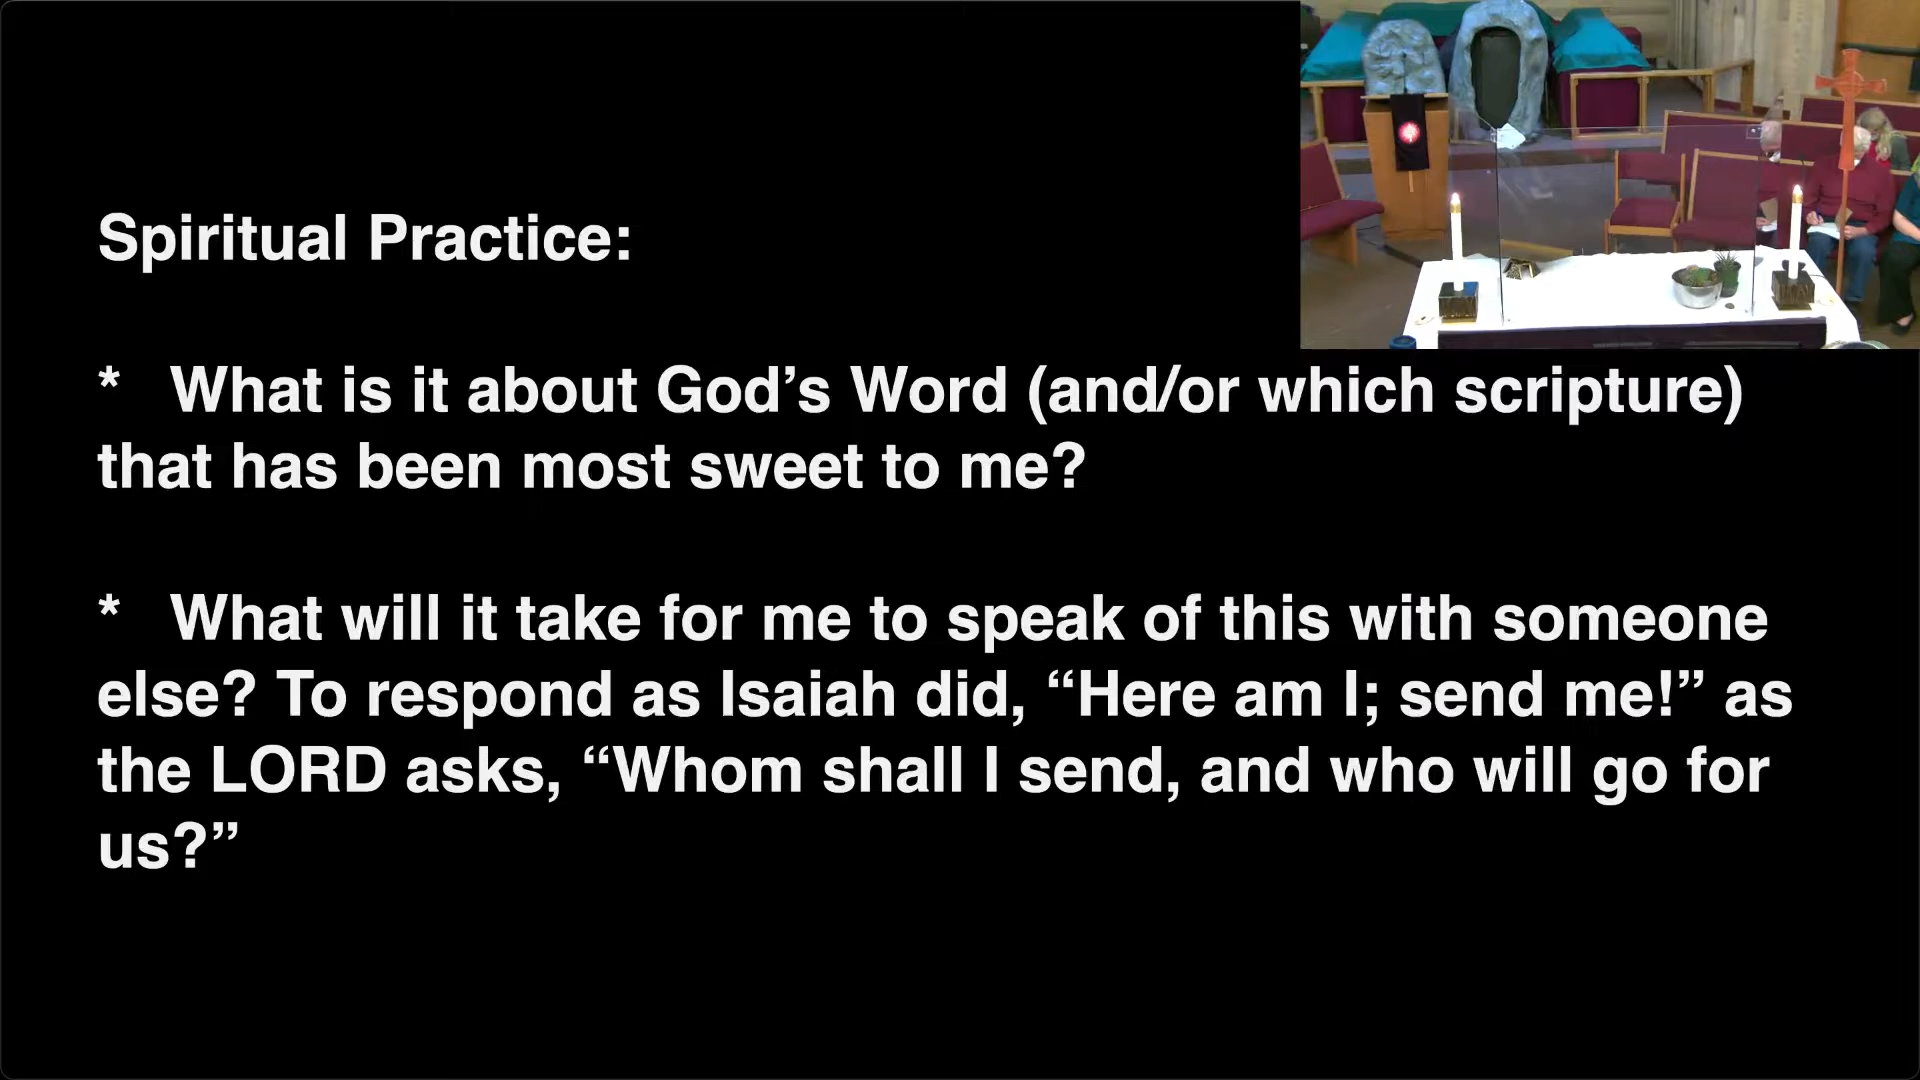 Spiritual Practice:
*   What is it about God’s Word (and/or which scripture)
that has been most sweet to me?
*   What will it take for me to speak of this with someone
else? To respond as Isaiah did, “Here am I; send me!” as
the LORD asks, “Whom shall I send, and who will go for
us?”